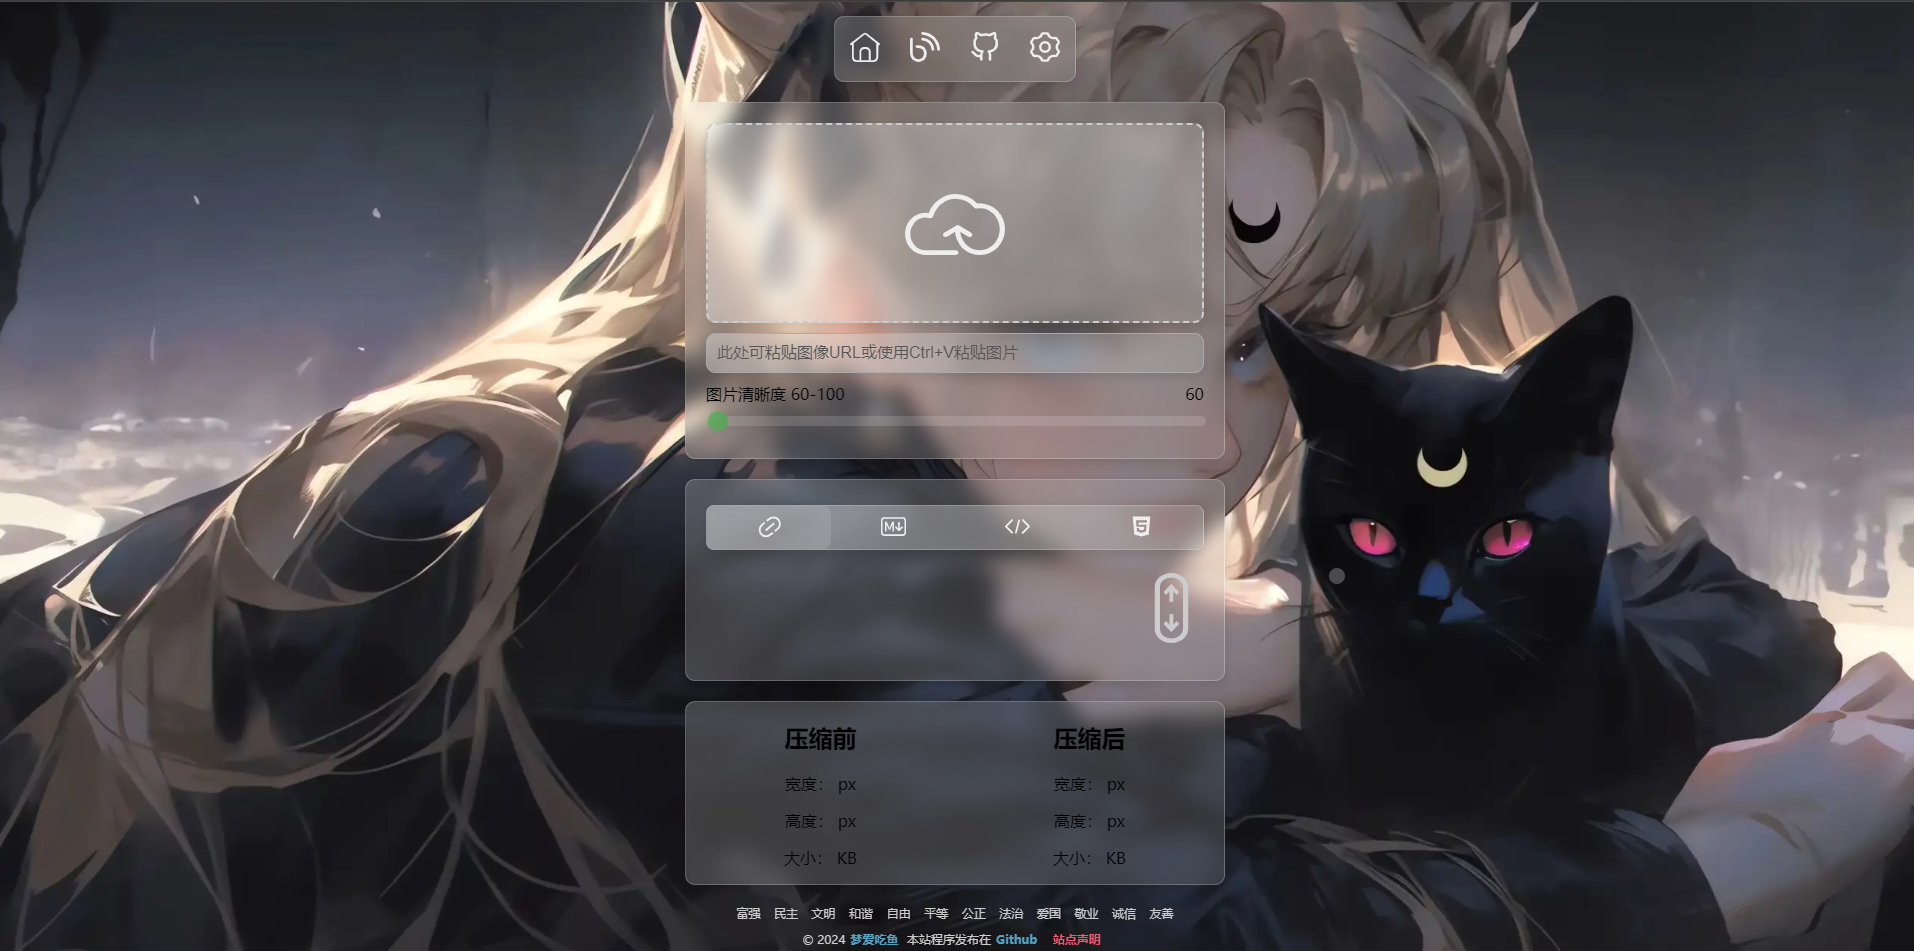 此处可粘贴图像URL或使用Ctrl+V粘贴图片
图片清晰度 60-100 60
M
5
压缩前 压缩后
宽度： px 宽度： px
高度： px 高度： px
大小： KB 大小： KB
富强 民主 文明 和谐 自由 平等 公正 法治 爱国 敬业 诚信 友善
© 2024 梦爱吃鱼 本站程序发布在 Github 站点声明